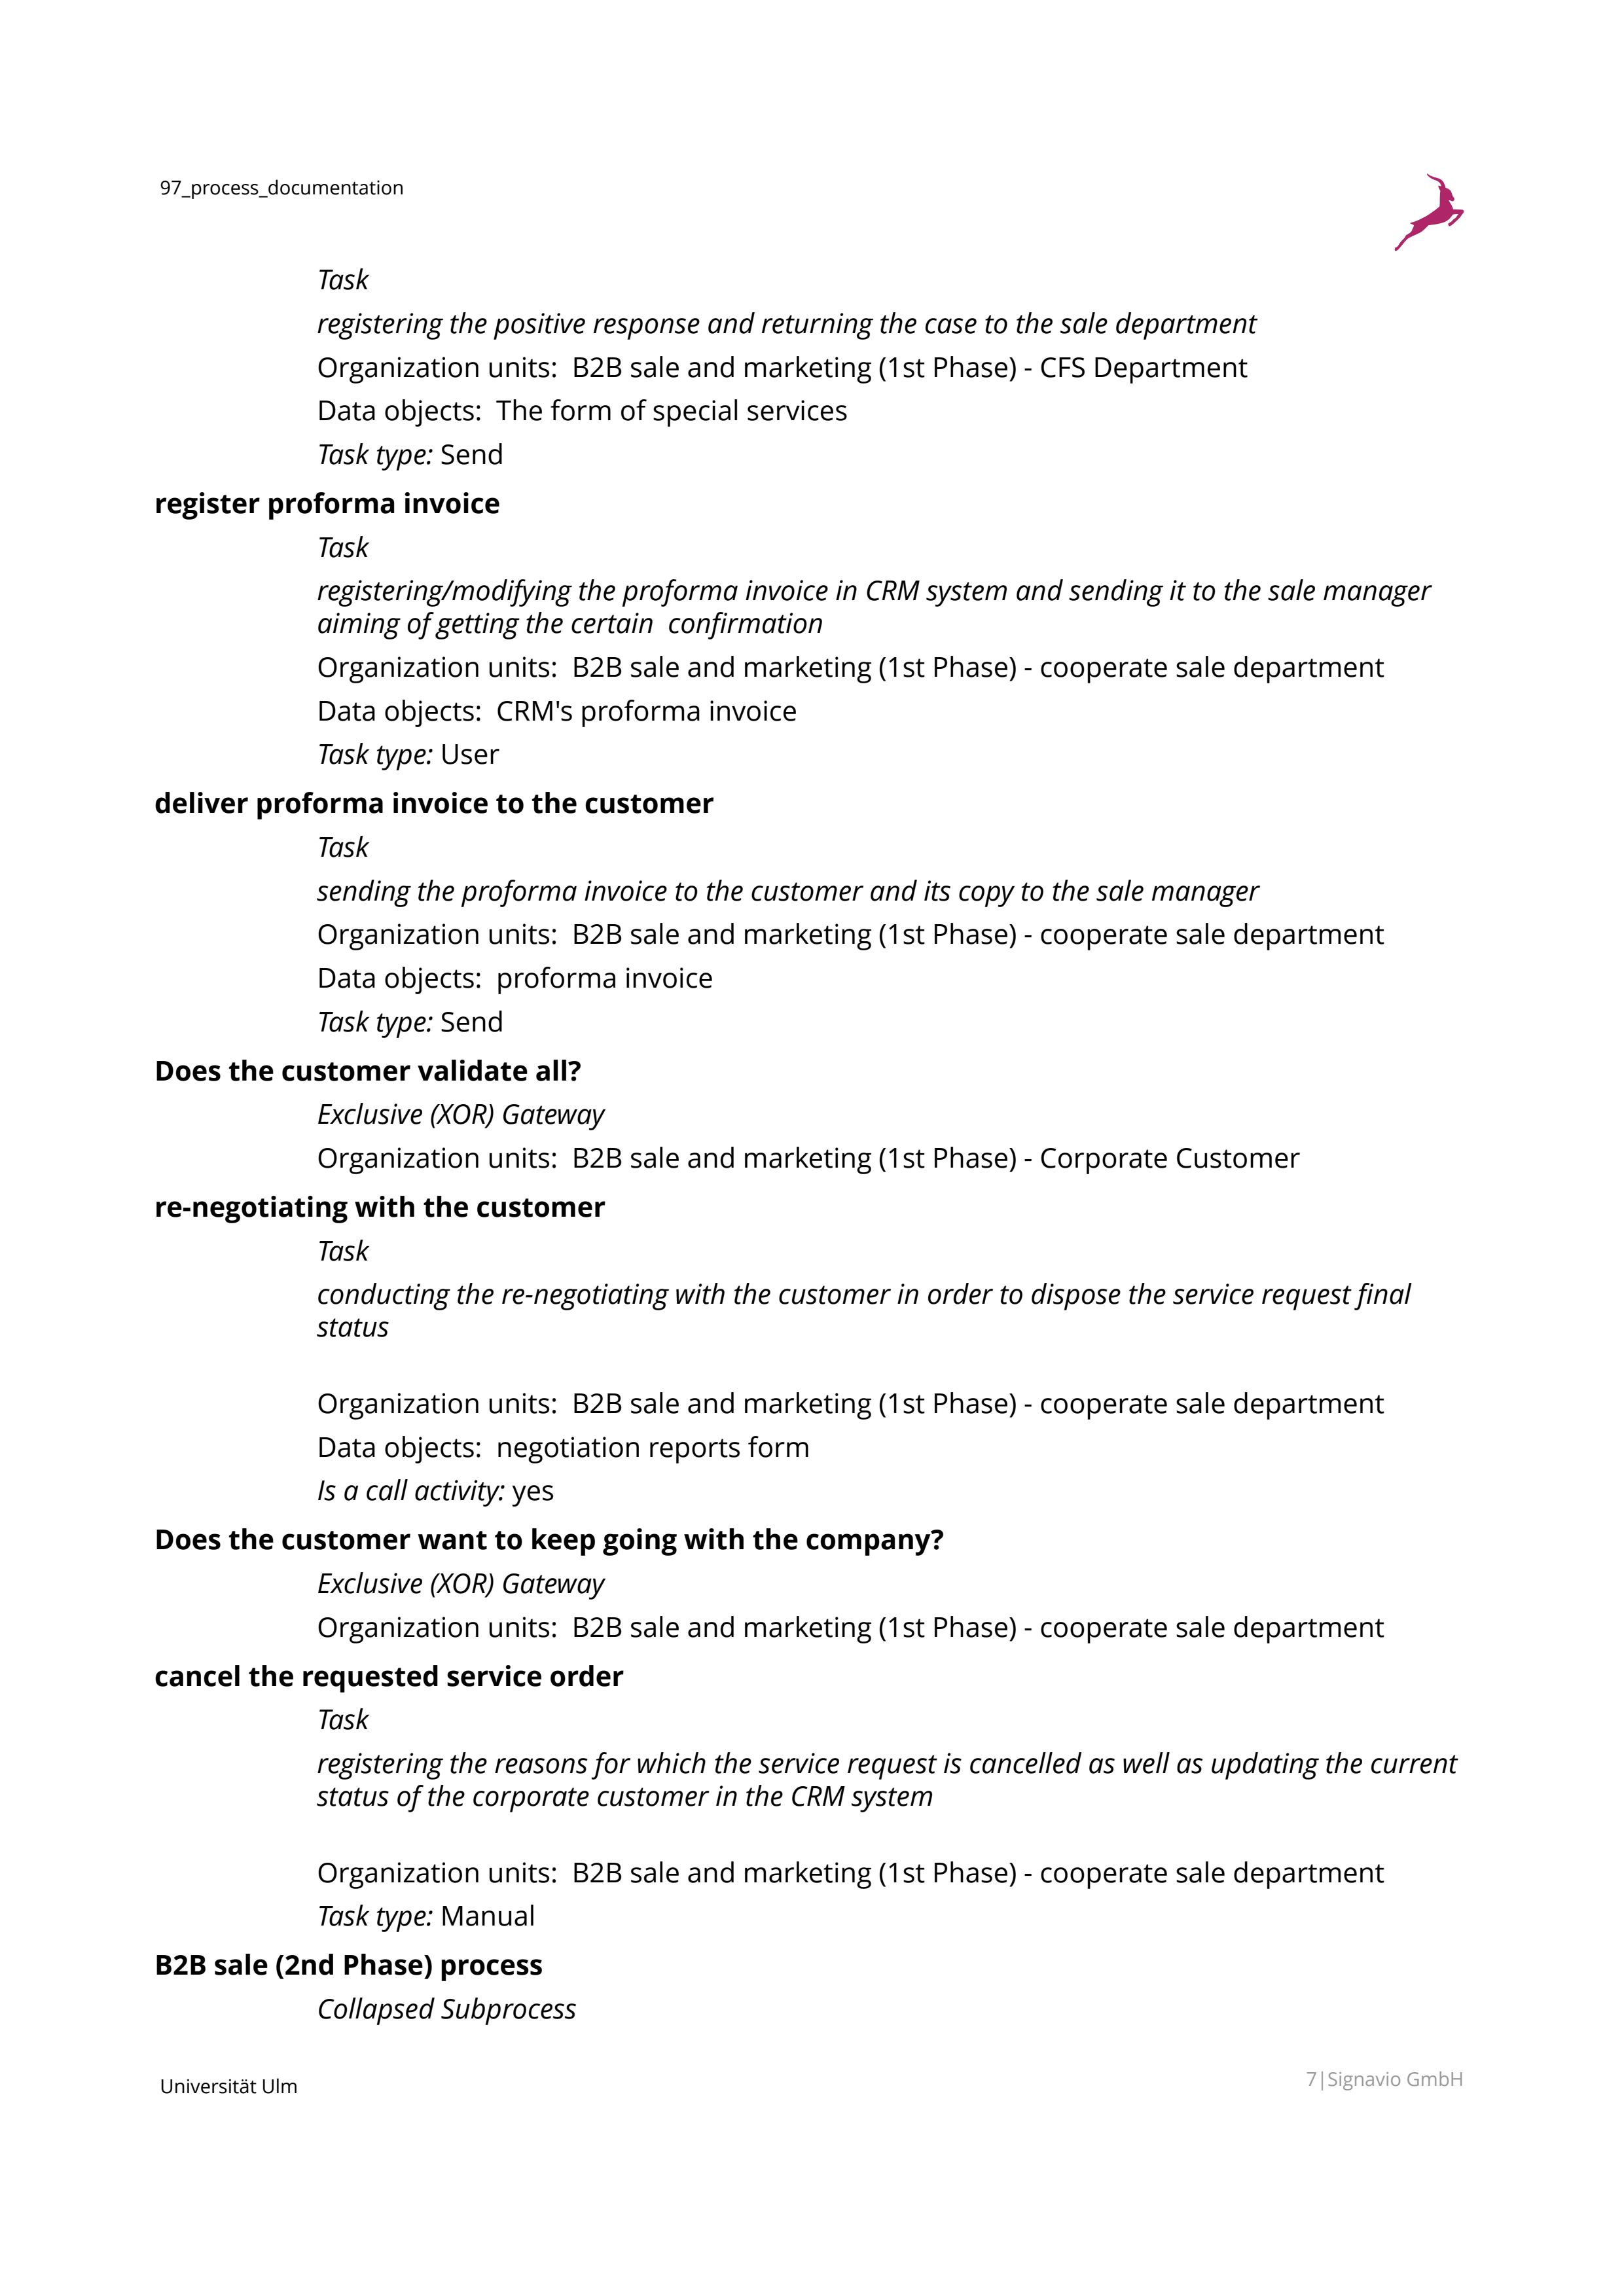 97_process_documentation
Task
registering the positive response and returning the case to the sale department
Organization units:  B2B sale and marketing (1st Phase) - CFS Department
Data objects:  The form of special services
Task type: Send
register proforma invoice
Task
registering/modifying the proforma invoice in CRM system and sending it to the sale manager
aiming of getting the certain  confirmation
Organization units:  B2B sale and marketing (1st Phase) - cooperate sale department
Data objects:  CRM's proforma invoice
Task type: User
deliver proforma invoice to the customer
Task
sending the proforma invoice to the customer and its copy to the sale manager
Organization units:  B2B sale and marketing (1st Phase) - cooperate sale department
Data objects:  proforma invoice
Task type: Send
Does the customer validate all?
Exclusive (XOR) Gateway
Organization units:  B2B sale and marketing (1st Phase) - Corporate Customer
re-negotiating with the customer
Task
conducting the re-negotiating with the customer in order to dispose the service request final
status
Organization units:  B2B sale and marketing (1st Phase) - cooperate sale department
Data objects:  negotiation reports form
Is a call activity: yes
Does the customer want to keep going with the company?
Exclusive (XOR) Gateway
Organization units:  B2B sale and marketing (1st Phase) - cooperate sale department
cancel the requested service order
Task
registering the reasons for which the service request is cancelled as well as updating the current
status of the corporate customer in the CRM system
Organization units:  B2B sale and marketing (1st Phase) - cooperate sale department
Task type: Manual
B2B sale (2nd Phase) process
Collapsed Subprocess
Universität Ulm
7|Signavio GmbH